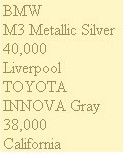 BMW
M3 Metallic Silver
40,000
Liverpool
TOYOTA
INNOVA Gray
38,000
California